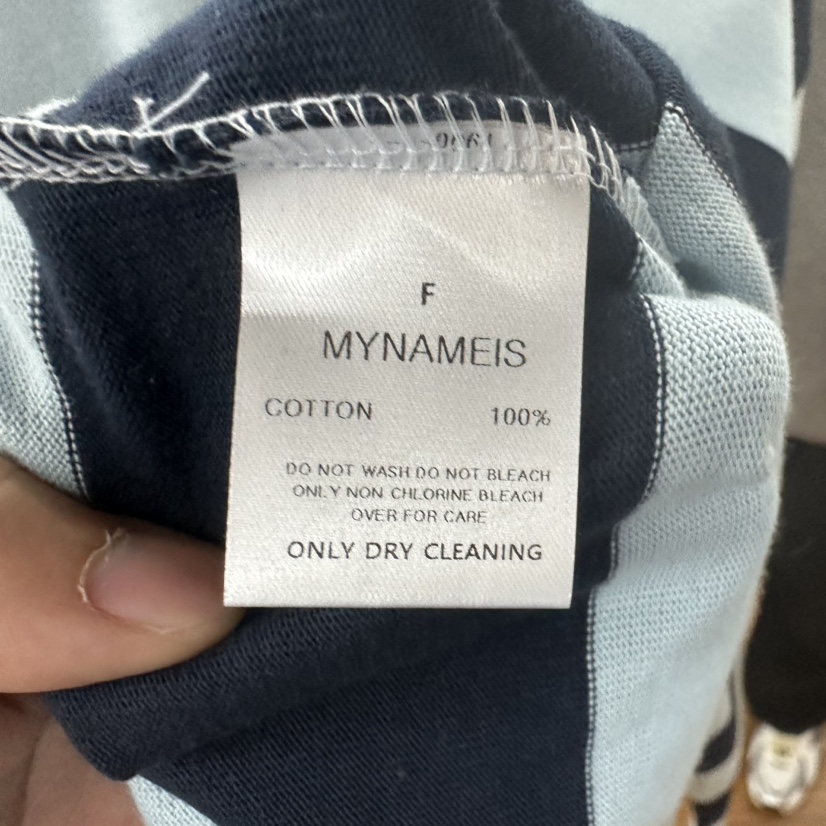 F
MYNAMEIS
COTTON 100%
DO NOT WASH DO NOT BLEACH
ONLY NON CHLORINE BLEACH
OVER FOR CARE
ONLY DRY CLEANING